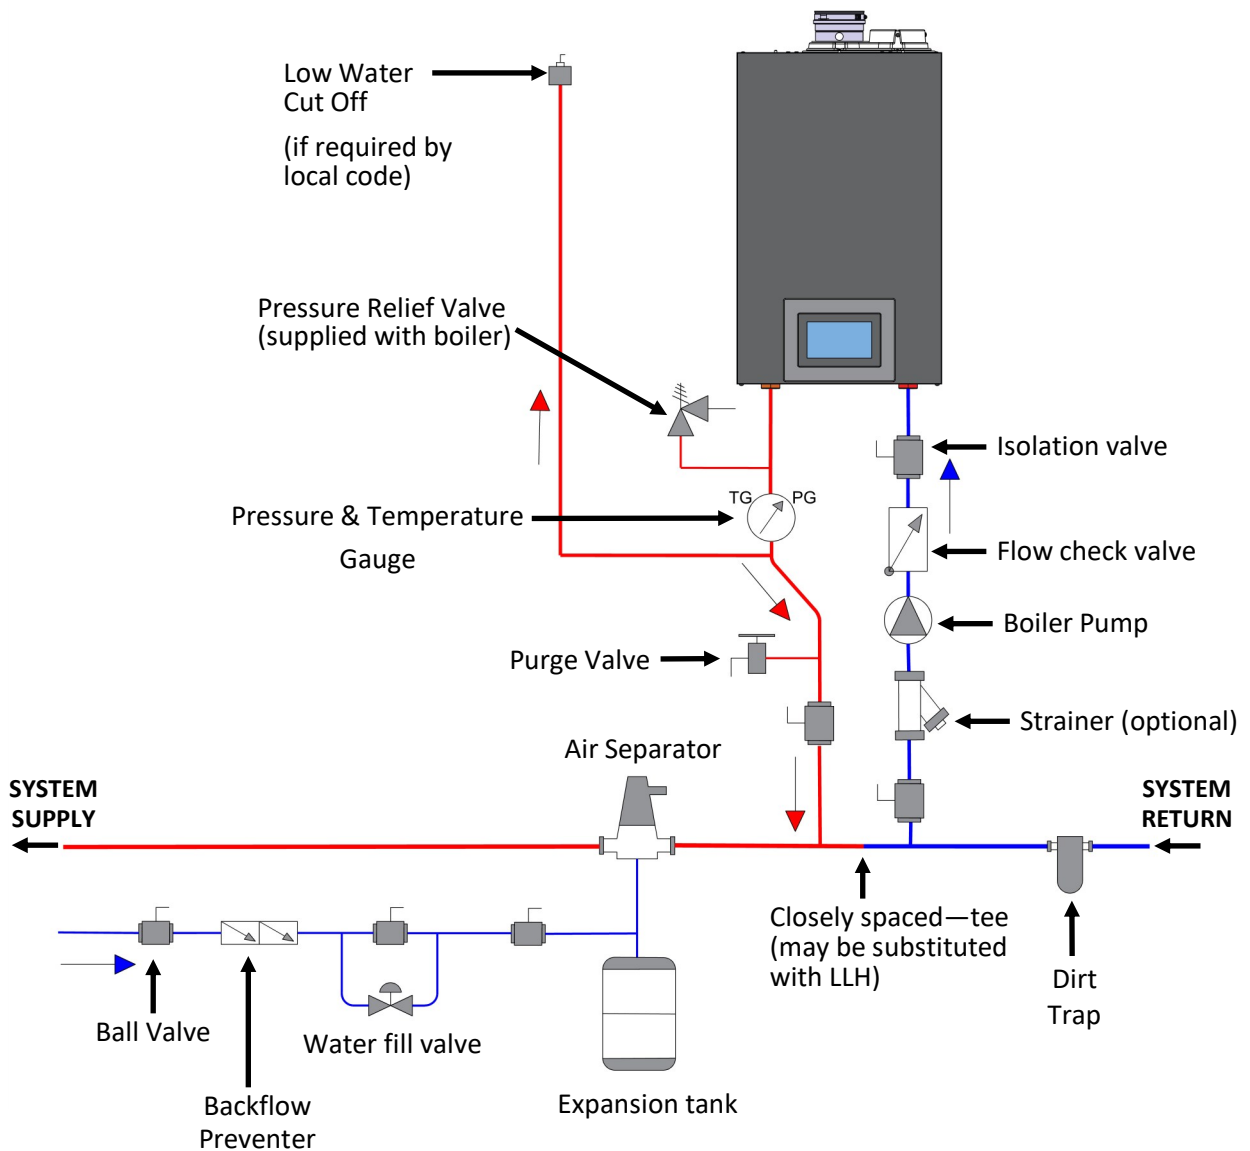 Low Water
Cut Off
(if required by
local code)
Pressure Relief Valve
(supplied with boiler)
Isolation valve
TG PG
Pressure & Temperature
Gauge
Flow check valve
Boiler Pump
Purge Valve
Strainer (optional)
Air Separator
SYSTEM
SUPPLY
SYSTEM
RETURN
Closely spaced—tee
(may be substituted
with LLH)
Dirt
Trap
Ball Valve
Water fill valve
Backflow
Preventer
Expansion tank